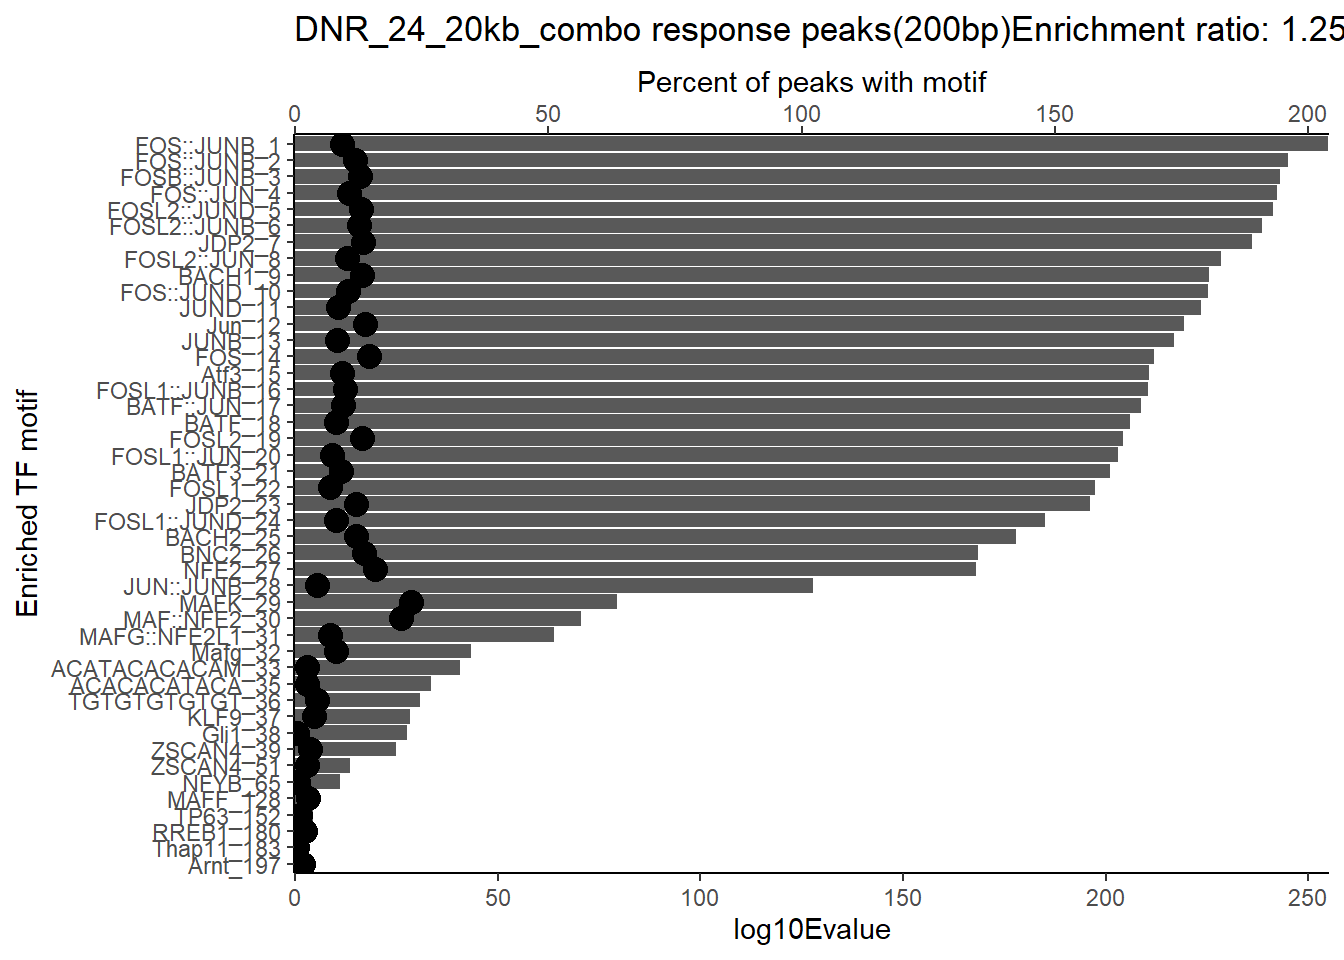 DNR_24_20kb_combo response peaks(200bp)Enrichment ratio: 1.25
Percent of peaks with motif
0 50 100 150 200
FOS::JUNB_1
FOS::JUNB_2
FOSB::JUNB_3
FOS::JUN_4
FOSL2::JUND_5
FOSL2::JUNB_6
JDP2_7
FOSL2::JUN_8
BACH1_9
FOS::JUND_10
JUND_11
Jun_12
JUNB_13
FOS_14
Atf3_15
FOSL1::JUNB_16
BATF::JUN_17
BATF_18
FOSL2_19
FOSL1::JUN_20
BATF3_21
FOSL1_22
JDP2_23
FOSL1::JUND_24
BACH2_25
BNC2_26
NFE2_27
JUN::JUNB_28
MAFK_29
MAF::NFE2_30
MAFG::NFE2L1_31
Mafg_32
ACATACACACAM_33
ACACACATACA_35
TGTGTGTGTGT_36
KLF9_37
Gli1_38
ZSCAN4_39
ZSCAN4_51
NFYB_65
MAFF_128
TP63_152
RREB1_180
Thap11_183
Arnt_197
Enriched TF motif
0 50 100 150 200 250
log10Evalue